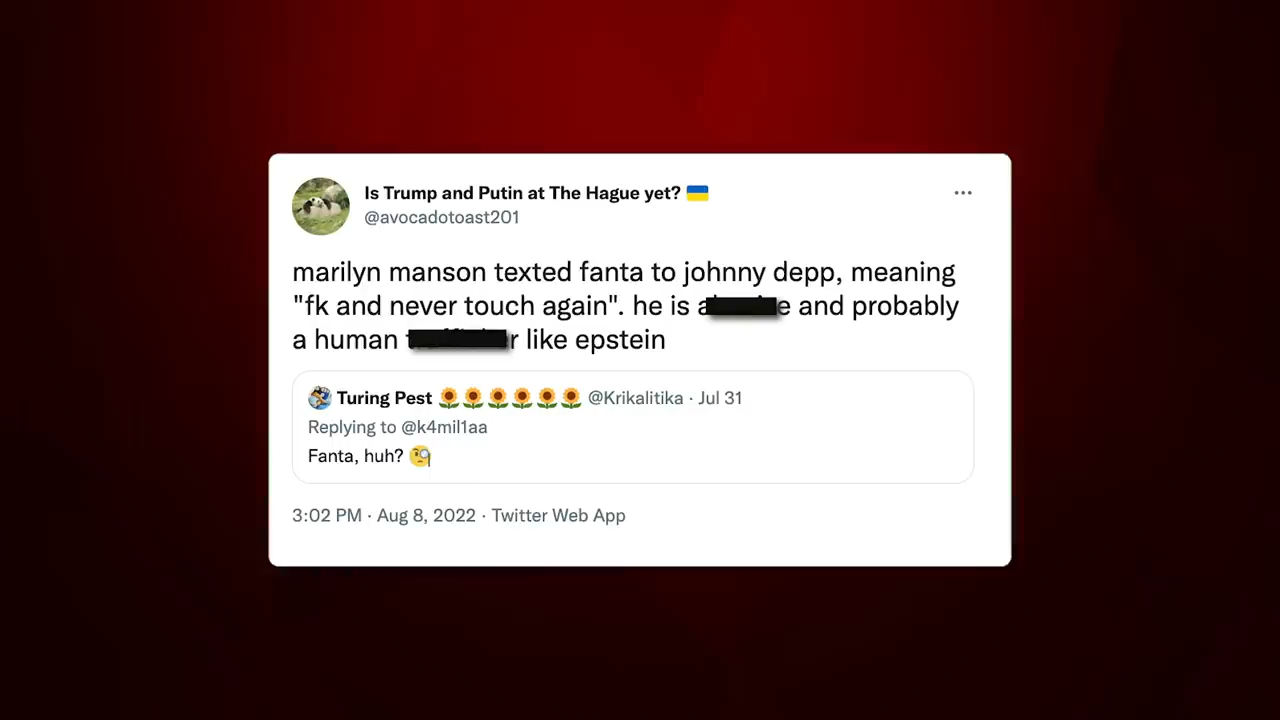 Is Trump and Putin at The Hague yet? 🇺🇦
@avocadotoast201
marilyn manson texted fanta to johnny depp, meaning
"fk and never touch again". he is and probably
a human like epstein
Turing Pest 🌻🌻🌻🌻🌻🌻 @Krikalitika · Jul 31
Replying to @k4mil1aa
Fanta, huh? 🧐
3:02 PM · Aug 8, 2022 · Twitter Web App